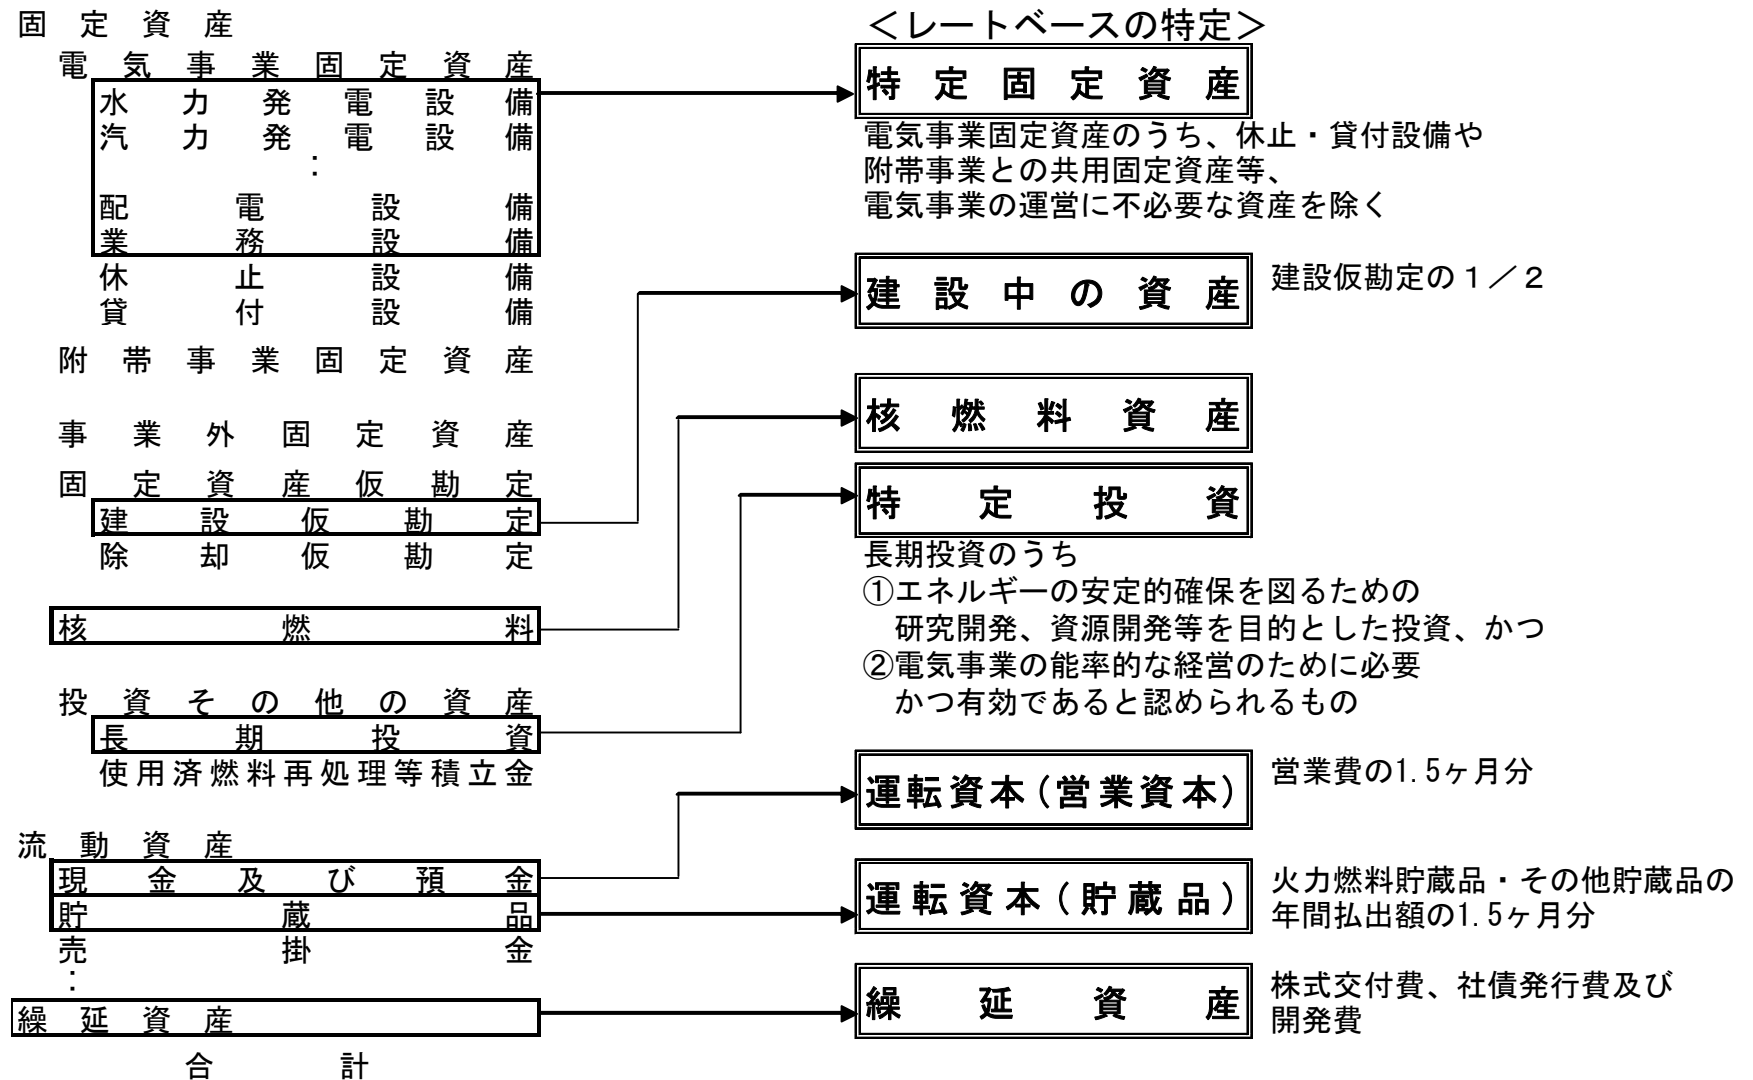 固定資産
電気事業固定資産
水力発電設備
汽力発電設備
：
配電設備
業務設備
休止設備
貸付設備
附帯事業固定資産
事業外固定資産
固定資産仮勘定
建設仮勘定
除却仮勘定
核燃料
投資その他の資産
長期投資
使用済燃料再処理等積立金
流動資産
現金及び預金
貯蔵品
売掛金
：
繰延資産
合計
＜レートベースの特定＞
特定固定資産
電気事業固定資産のうち、休止・貸付設備や
附帯事業との共用固定資産等、
電気事業の運営に不必要な資産を除く
建設中の資産
建設仮勘定の１／２
核燃料資産
特定投資
長期投資のうち
①エネルギーの安定的確保を図るための
研究開発、資源開発等を目的とした投資、かつ
②電気事業の能率的な経営のために必要
かつ有効であると認められるもの
運転資本(営業資本)
営業費の1.5ヶ月分
運転資本(貯蔵品)
火力燃料貯蔵品・その他貯蔵品の
年間払出額の1.5ヶ月分
繰延資産
株式交付費、社債発行費及び
開発費